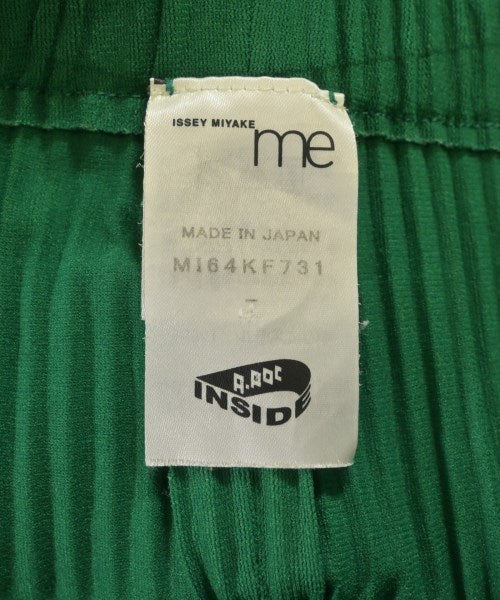 ISSEY MIYAKE
me
MADE IN JAPAN
MI64KF731
A-POC
INSIDE